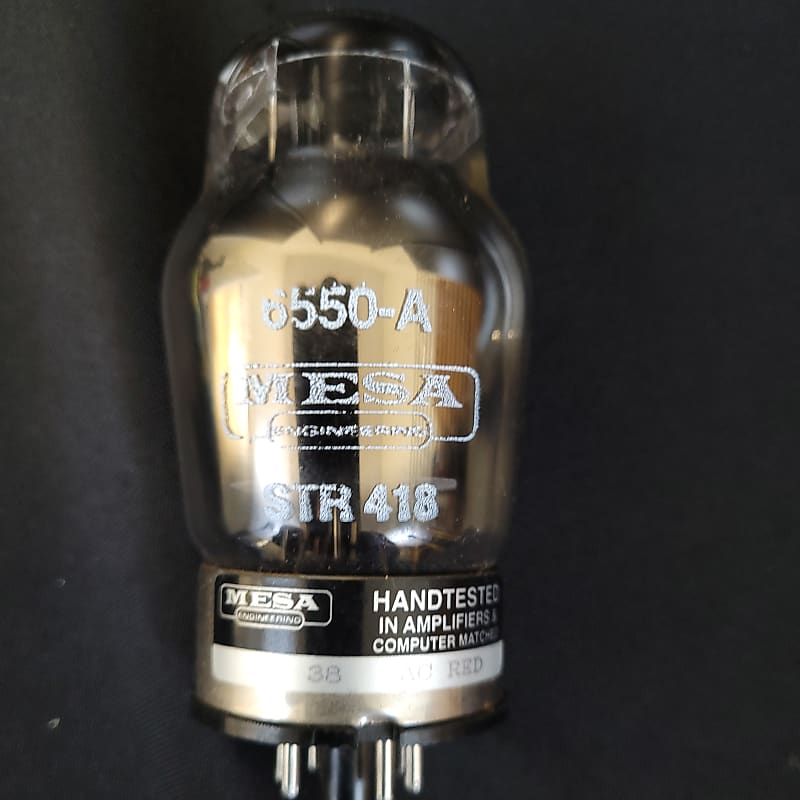 6550-A
MESA
ENGINEERING
STR 418
MESA
ENGINEERING
HANDTESTED
IN AMPLIFIERS &
COMPUTER MATCHED
38 AC RED